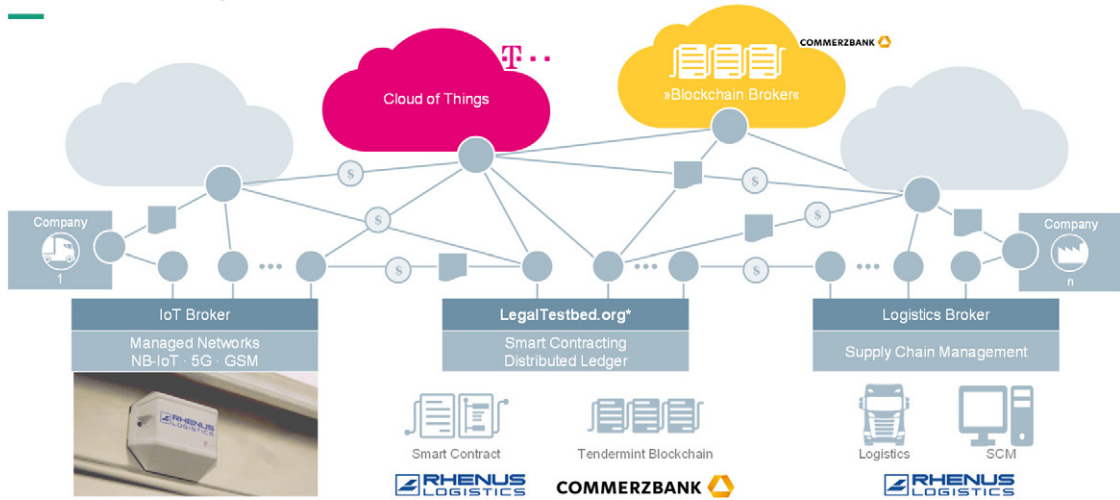 T
COMMERZBANK
Cloud of Things
»Blockchain Broker«
$
$
$
$
$
$
Company
1
Company
n
IoT Broker
Managed Networks
NB-IoT · 5G · GSM
LegalTestbed.org*
Smart Contracting
Distributed Ledger
Logistics Broker
Supply Chain Management
RHENUS
LOGISTICS
Smart Contract
Tendermint Blockchain
Logistics
SCM
RHENUS
LOGISTICS
COMMERZBANK
RHENUS
LOGISTICS